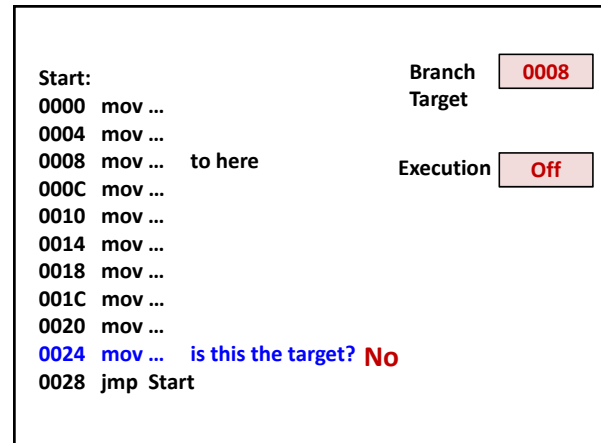 Start:
0000 mov ...
0004 mov ...
0008 mov ... to here
000C mov ...
0010 mov ...
0014 mov ...
0018 mov ...
001C mov ...
0020 mov ...
0024 mov ... is this the target? No
0028 jmp Start
Branch Target 0008
Execution Off